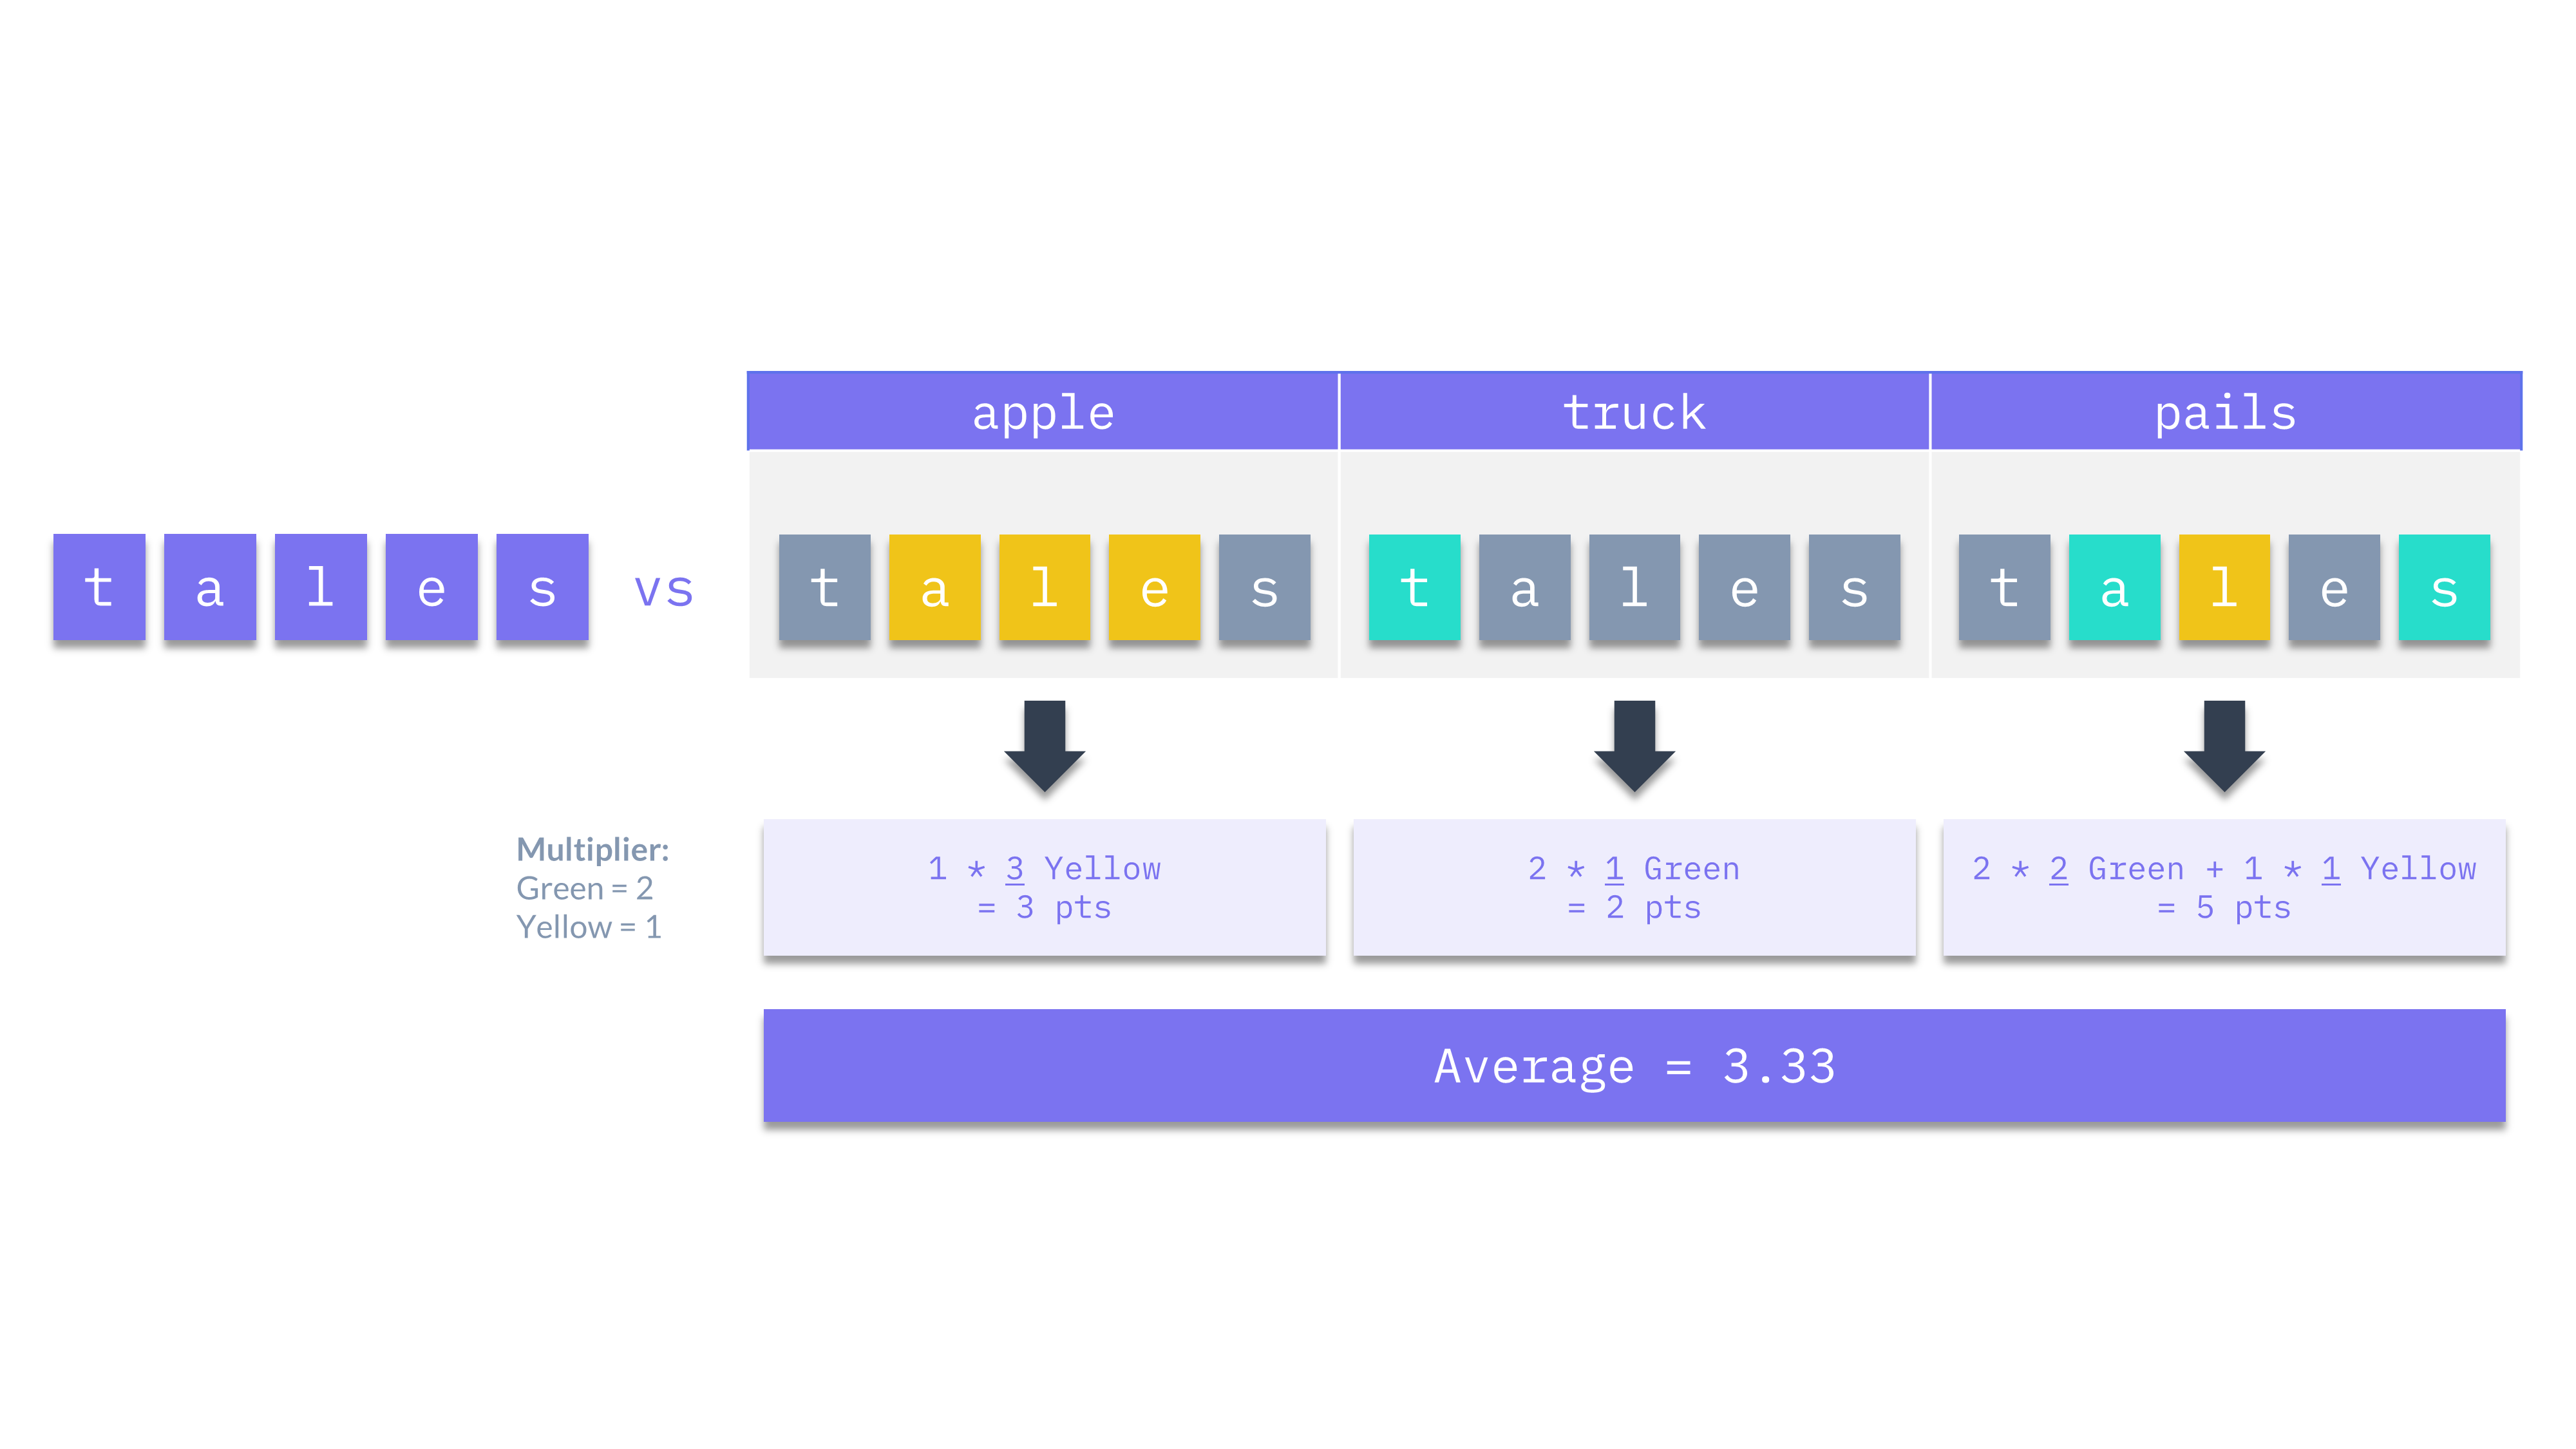 apple truck pails
t a l e s vs t a l e s t a l e s t a l e s
Multiplier:
Green = 2
Yellow = 1
1 * 3 Yellow
= 3 pts
2 * 1 Green
= 2 pts
2 * 2 Green + 1 * 1 Yellow
= 5 pts
Average = 3.33